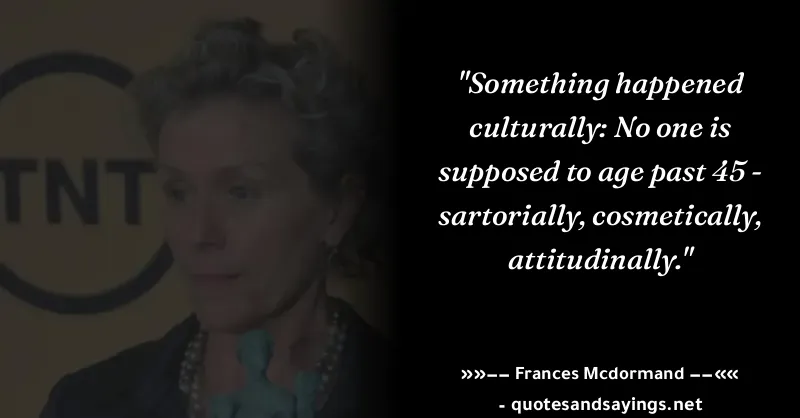 TNT
"Something happened
culturally: No one is
supposed to age past 45 -
sartorially, cosmetically,
attitudinally."
»»–– Frances Mcdormand ––««
- quotesandsayings.net